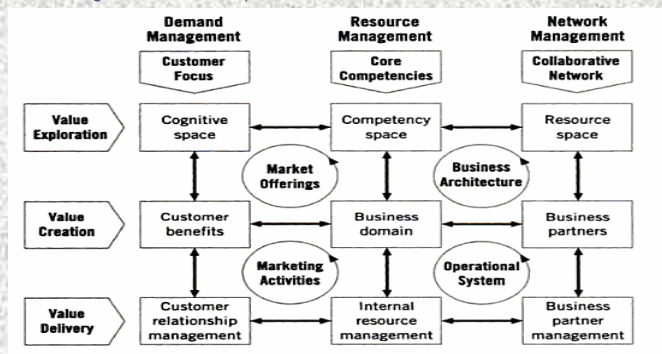 Demand Management
Resource Management
Network Management
Customer Focus
Core Competencies
Collaborative Network
Value Exploration
Cognitive space
Competency space
Resource space
Market Offerings
Business Architecture
Value Creation
Customer benefits
Business domain
Business partners
Marketing Activities
Operational System
Value Delivery
Customer relationship management
Internal resource management
Business partner management